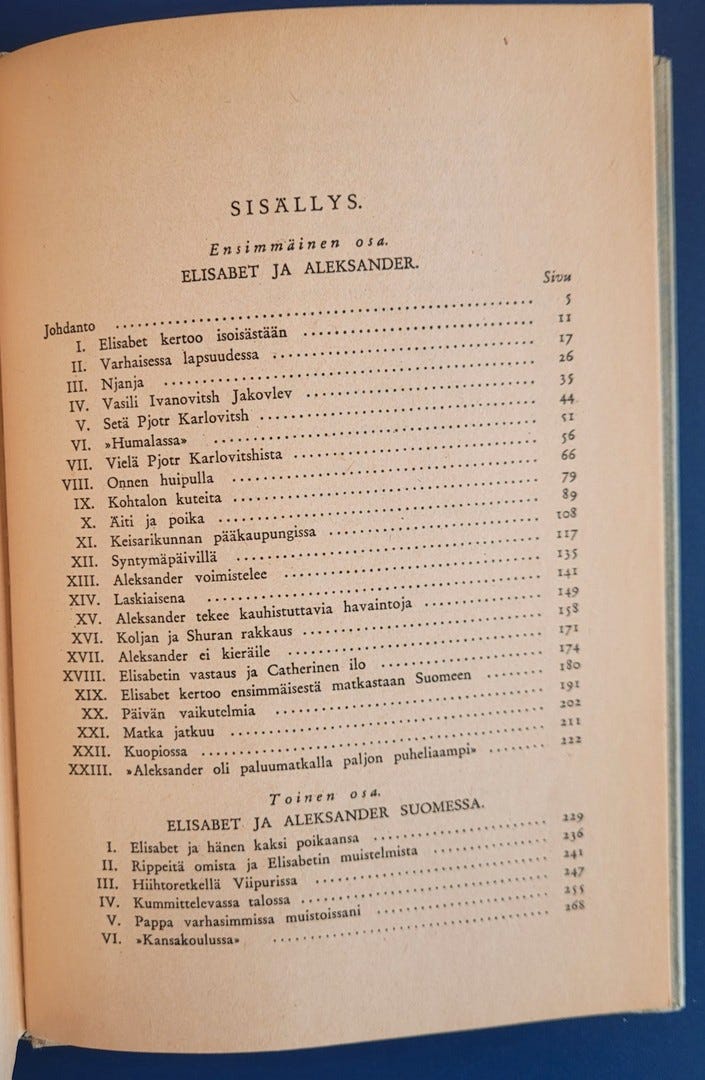 SISÄLLYS.
Ensimmäinen osa.
ELISABET JA ALEKSANDER.
Sivu
Johdanto ........ 5
I. Elisabet kertoo isoisästään ........ 11
II. Varhaisessa lapsuudessa ........ 17
III. Njanja ........ 26
IV. Vasili Ivanovitsh Jakovlev ........ 35
V. Setä Pjotr Karlovitsh ........ 44
VI. »Humalassa» ........ 51
VII. Vielä Pjotr Karlovitshista ........ 56
VIII. Onnen huipulla ........ 66
IX. Kohtalon kuteita ........ 79
X. Äiti ja poika ........ 89
XI. Keisarikunnan pääkaupungissa ........ 108
XII. Syntymäpäivillä ........ 117
XIII. Aleksander voimistelee ........ 135
XIV. Laskiaisena ........ 141
XV. Aleksander tekee kauhistuttavia havaintoja ........ 149
XVI. Koljan ja Shuran rakkaus ........ 158
XVII. Aleksander ei kieräile ........ 171
XVIII. Elisabetin vastaus ja Catherinen ilo ........ 174
XIX. Elisabet kertoo ensimmäisestä matkastaan Suomeen ........ 180
XX. Päivän vaikutelmia ........ 191
XXI. Matka jatkuu ........ 202
XXII. Kuopiossa ........ 211
XXIII. »Aleksander oli paluumatkalla paljon puheliaampi» ........ 222
Toinen osa.
ELISABET JA ALEKSANDER SUOMESSA.
I. Elisabet ja hänen kaksi poikaansa ........ 229
II. Rippeitä omista ja Elisabetin muistelmista ........ 236
III. Hiihtoretkellä Viipurissa ........ 241
IV. Kummittelevassa talossa ........ 247
V. Pappa varhasimmissa muistoissani ........ 255
VI. »Kansakoulussa» ........ 268